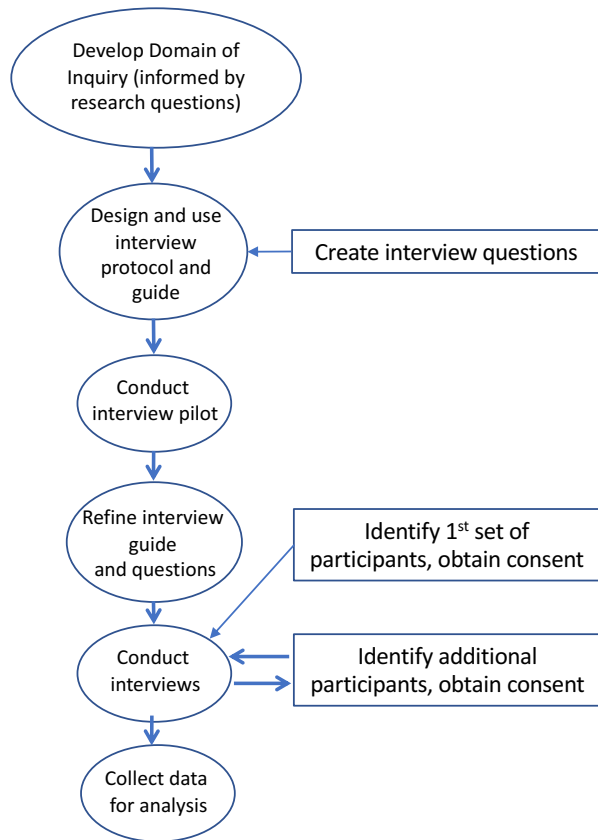 Develop Domain of
Inquiry (informed by
research questions)
Design and use
interview
protocol and
guide
Create interview questions
Conduct
interview pilot
Refine interview
guide
and questions
Identify 1st set of
participants, obtain consent
Conduct
interviews
Identify additional
participants, obtain consent
Collect data
for analysis